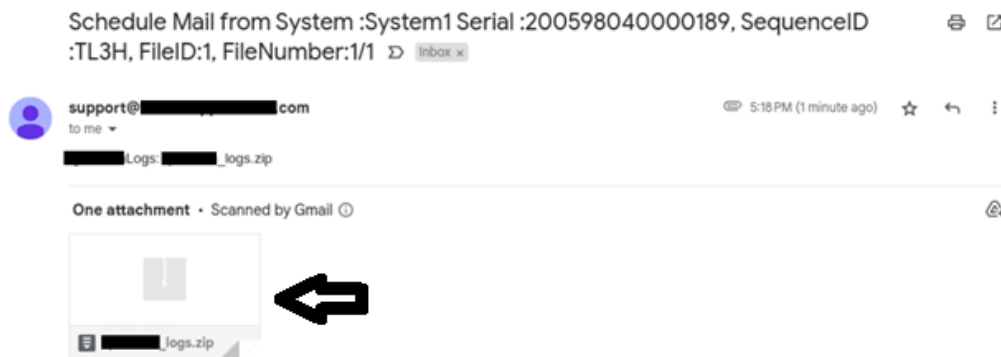 Schedule Mail from System :System1 Serial :200598040000189, SequenceID
:TL3H, FileID:1, FileNumber:1/1 Inbox ×
support@ .com
5:18 PM (1 minute ago)
to me
Logs: _logs.zip
One attachment • Scanned by Gmail
_logs.zip